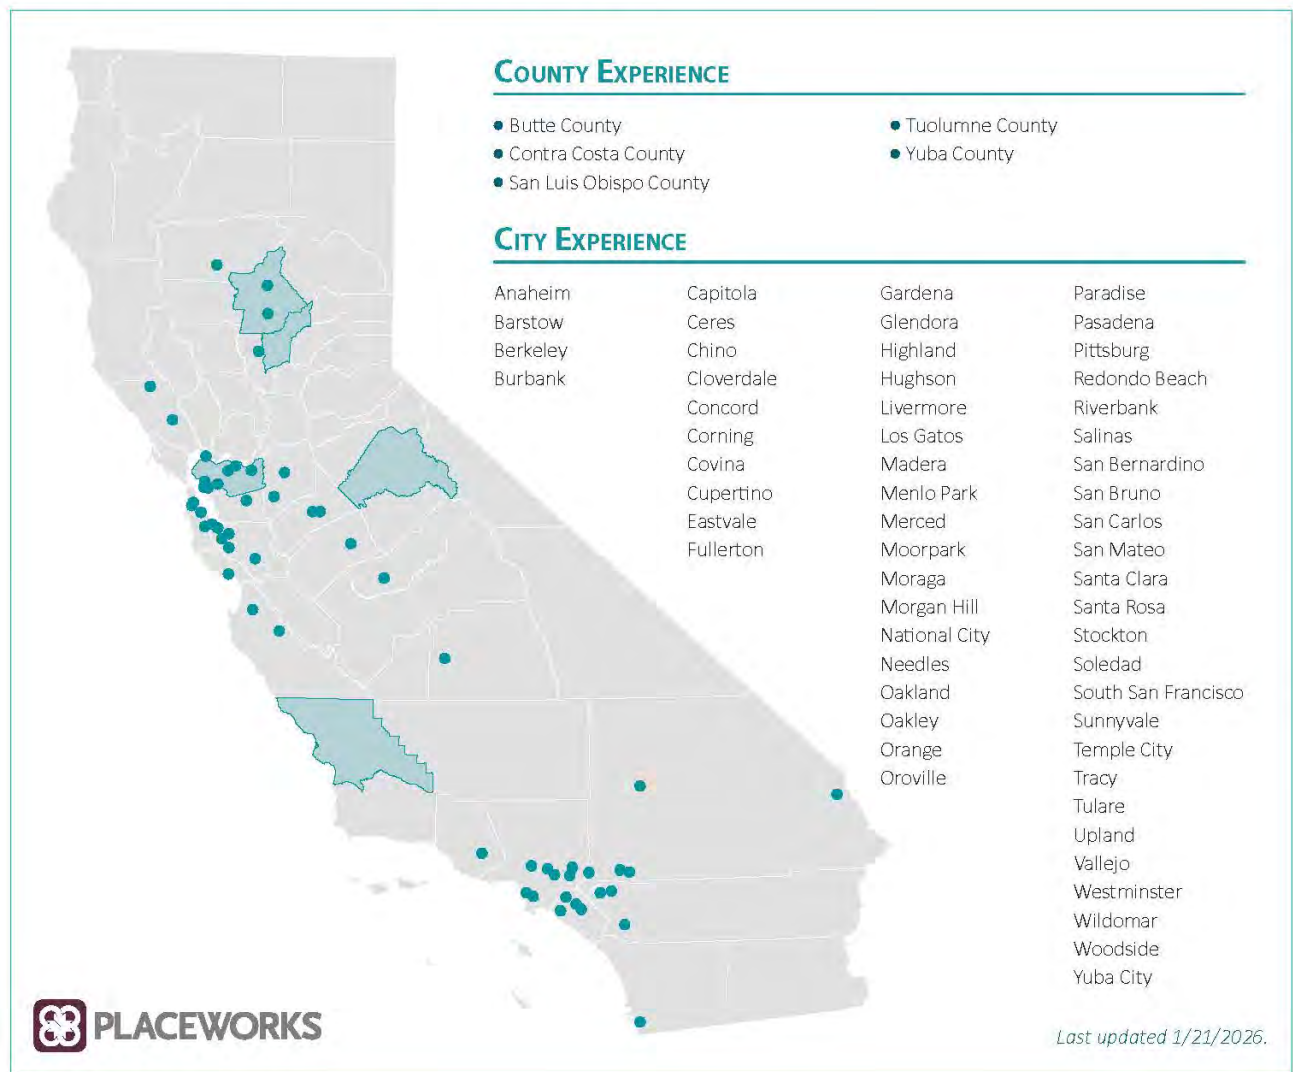 COUNTY EXPERIENCE
• Butte County
• Contra Costa County
• San Luis Obispo County
• Tuolumne County
• Yuba County
CITY EXPERIENCE
Anaheim
Barstow
Berkeley
Burbank
Capitola
Ceres
Chino
Cloverdale
Concord
Corning
Covina
Cupertino
Eastvale
Fullerton
Gardena
Glendora
Highland
Hughson
Livermore
Los Gatos
Madera
Menlo Park
Merced
Moorpark
Moraga
Morgan Hill
National City
Needles
Oakland
Oakley
Orange
Oroville
Paradise
Pasadena
Pittsburg
Redondo Beach
Riverbank
Salinas
San Bernardino
San Bruno
San Carlos
San Mateo
Santa Clara
Santa Rosa
Stockton
Soledad
South San Francisco
Sunnyvale
Temple City
Tracy
Tulare
Upland
Vallejo
Westminster
Wildomar
Woodside
Yuba City
PLACEWORKS
Last updated 1/21/2026.